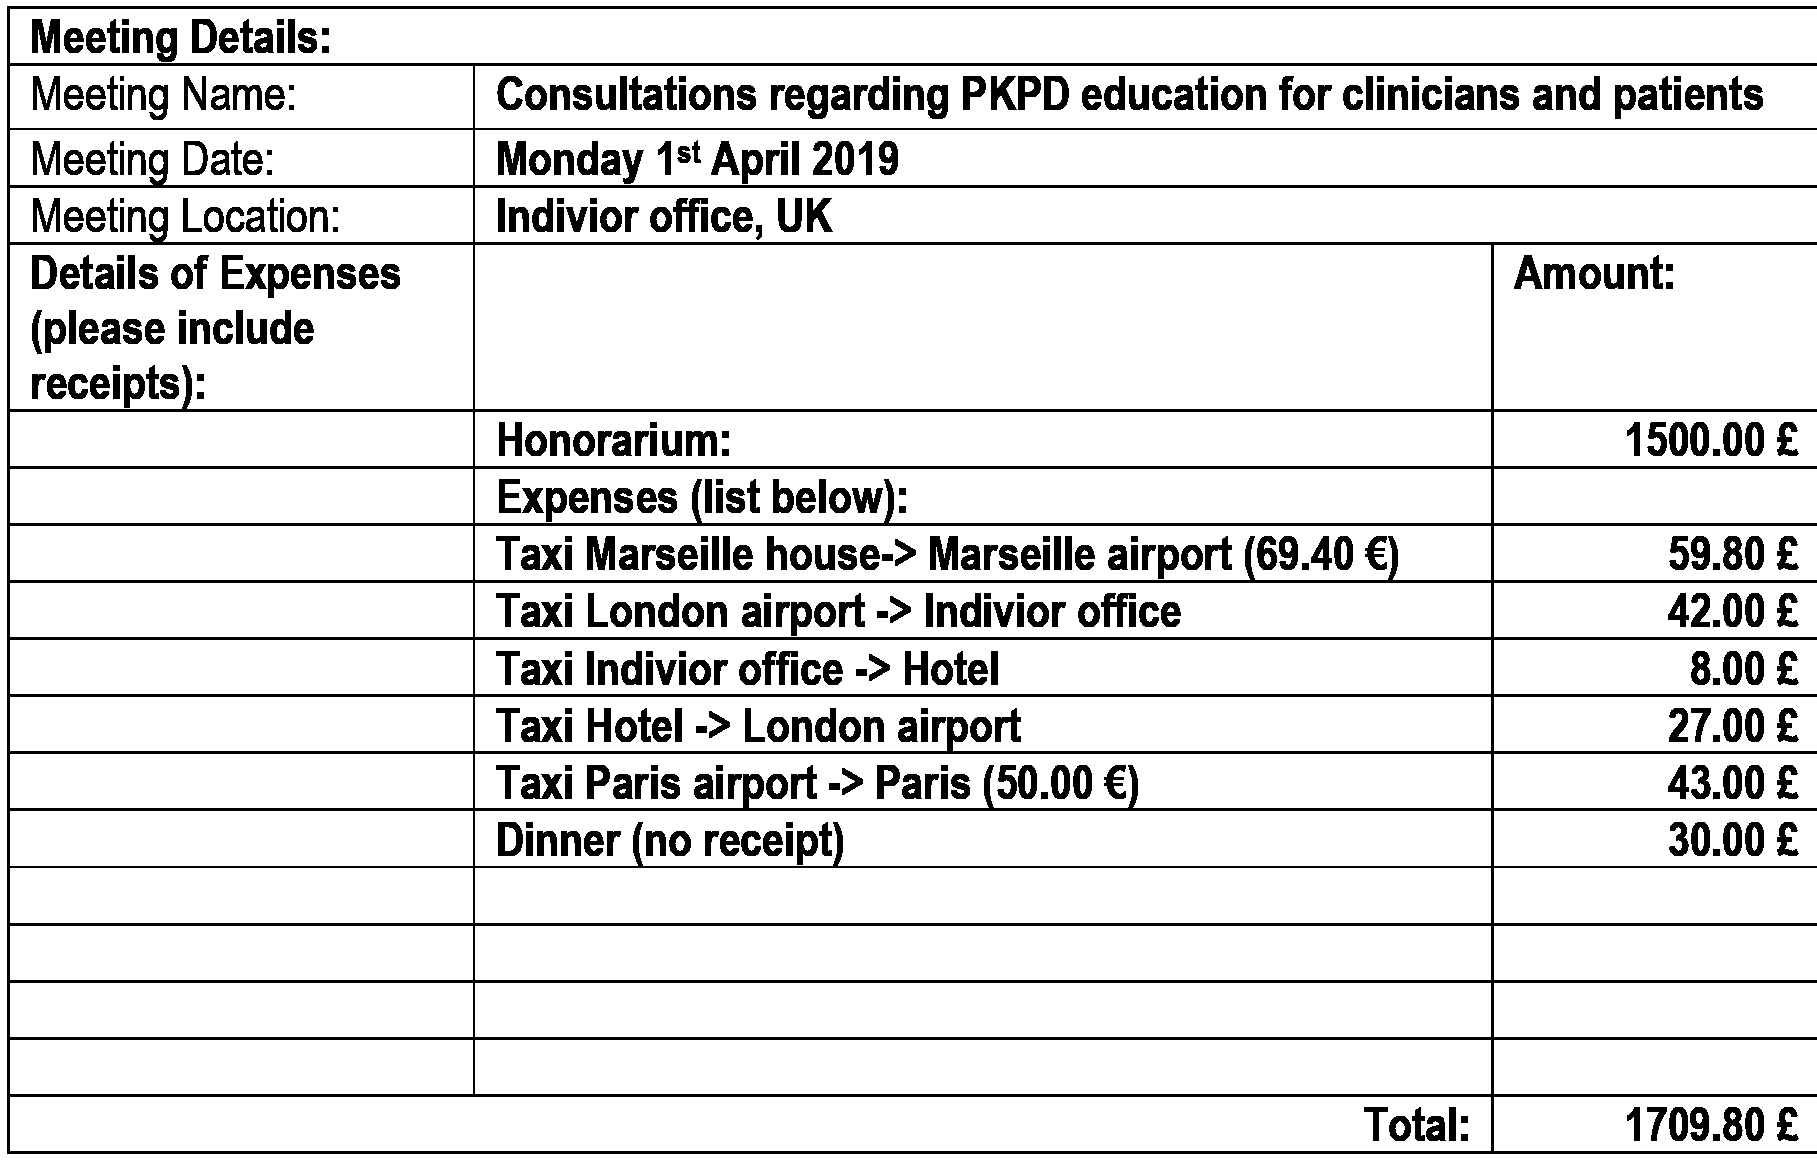 Meeting Details:
Meeting Name: Consultations regarding PKPD education for clinicians and patients
Meeting Date: Monday 1st April 2019
Meeting Location: Indivior office, UK
Details of Expenses Amount:
(please include
receipts):
Honorarium: 1500.00 £
Expenses (list below):
Taxi Marseille house-> Marseille airport (69.40 €) 59.80 £
Taxi London airport -> Indivior office 42.00 £
Taxi Indivior office -> Hotel 8.00 £
Taxi Hotel -> London airport 27.00 £
Taxi Paris airport -> Paris (50.00 €) 43.00 £
Dinner (no receipt) 30.00 £
Total: 1709.80 £